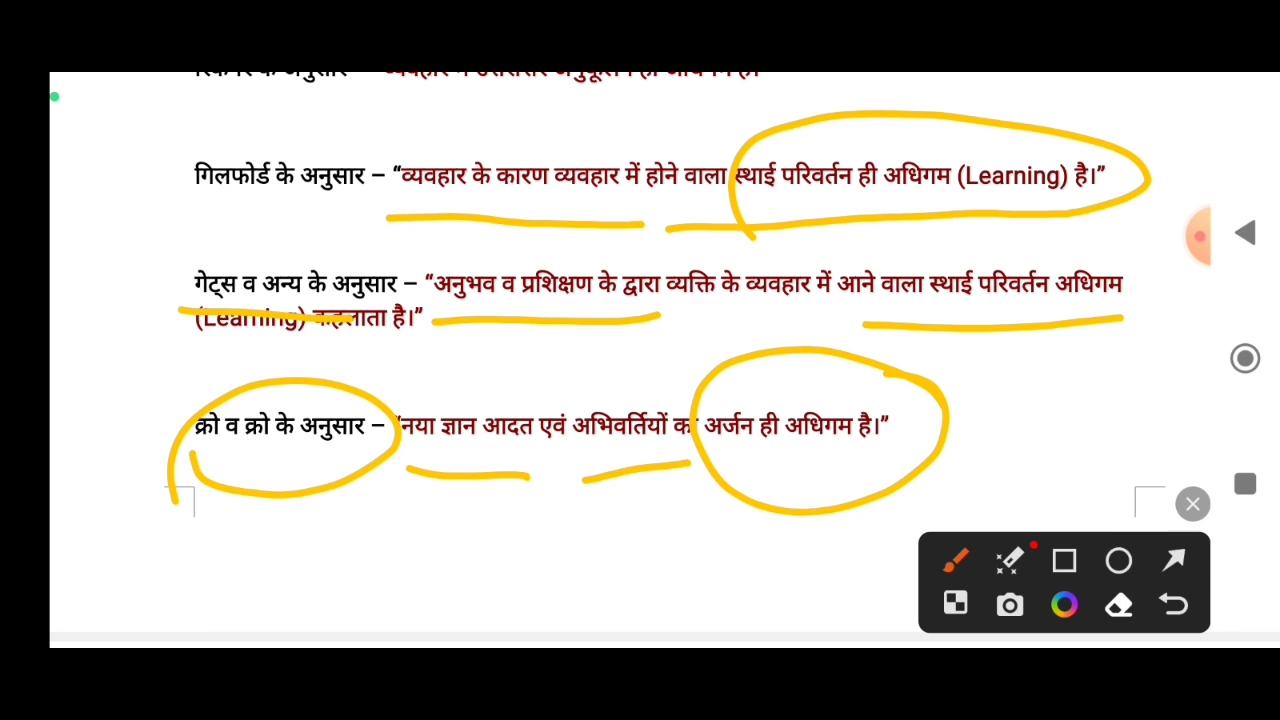 गिलफोर्ड के अनुसार – “व्यवहार के कारण व्यवहार में होने वाला स्थाई परिवर्तन ही अधिगम (Learning) है।”
गेट्स व अन्य के अनुसार – “अनुभव व प्रशिक्षण के द्वारा व्यक्ति के व्यवहार में आने वाला स्थाई परिवर्तन अधिगम
(Learning) कहलाता है।”
क्रो व क्रो के अनुसार – “नया ज्ञान आदत एवं अभिवर्तियों का अर्जन ही अधिगम है।”